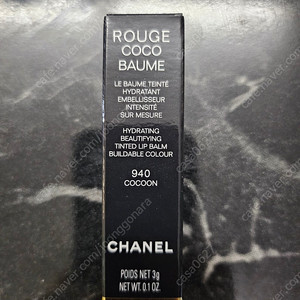 ROUGE
COCO
BAUME
LE BAUME TEINTÉ
HYDRATANT
EMBELLISSEUR
INTENSITÉ
SUR MESURE
HYDRATING
BEAUTIFYING
TINTED LIP BALM
BUILDABLE COLOUR
940
COCOON
CHANEL
POIDS NET 3g
NET WT. 0.1 OZ.